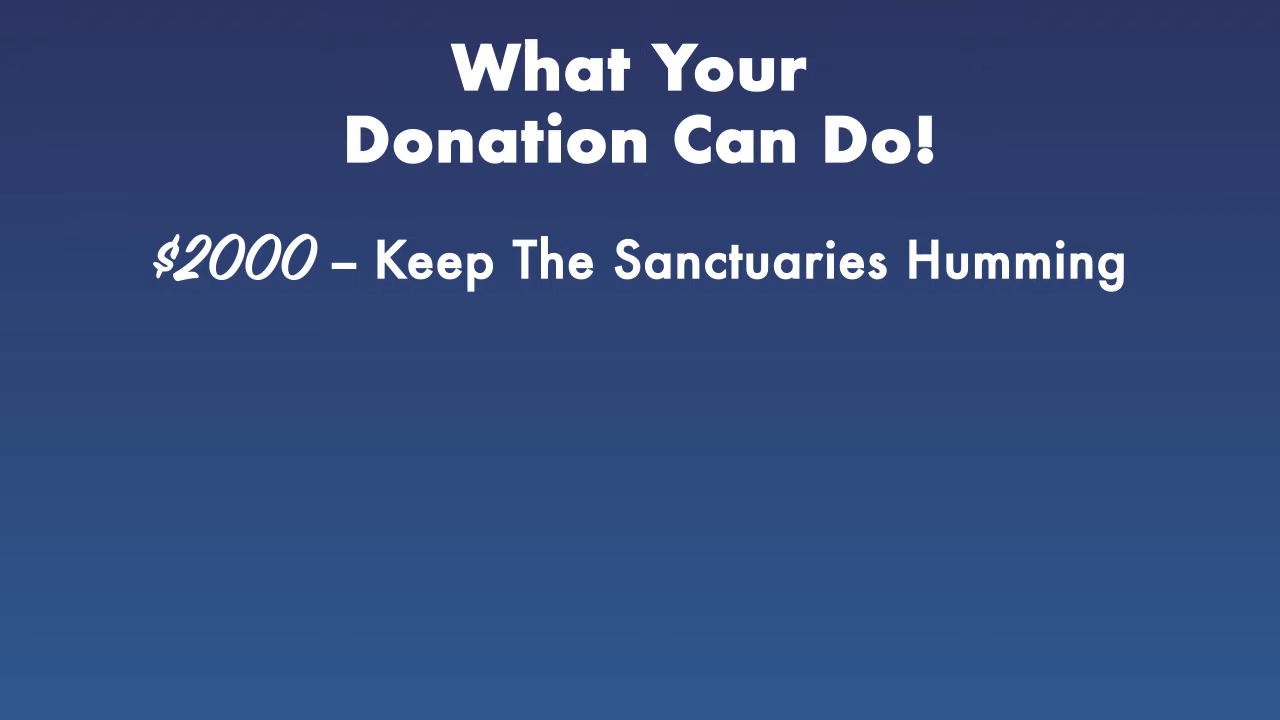 What Your
Donation Can Do!
$2000 – Keep The Sanctuaries Humming